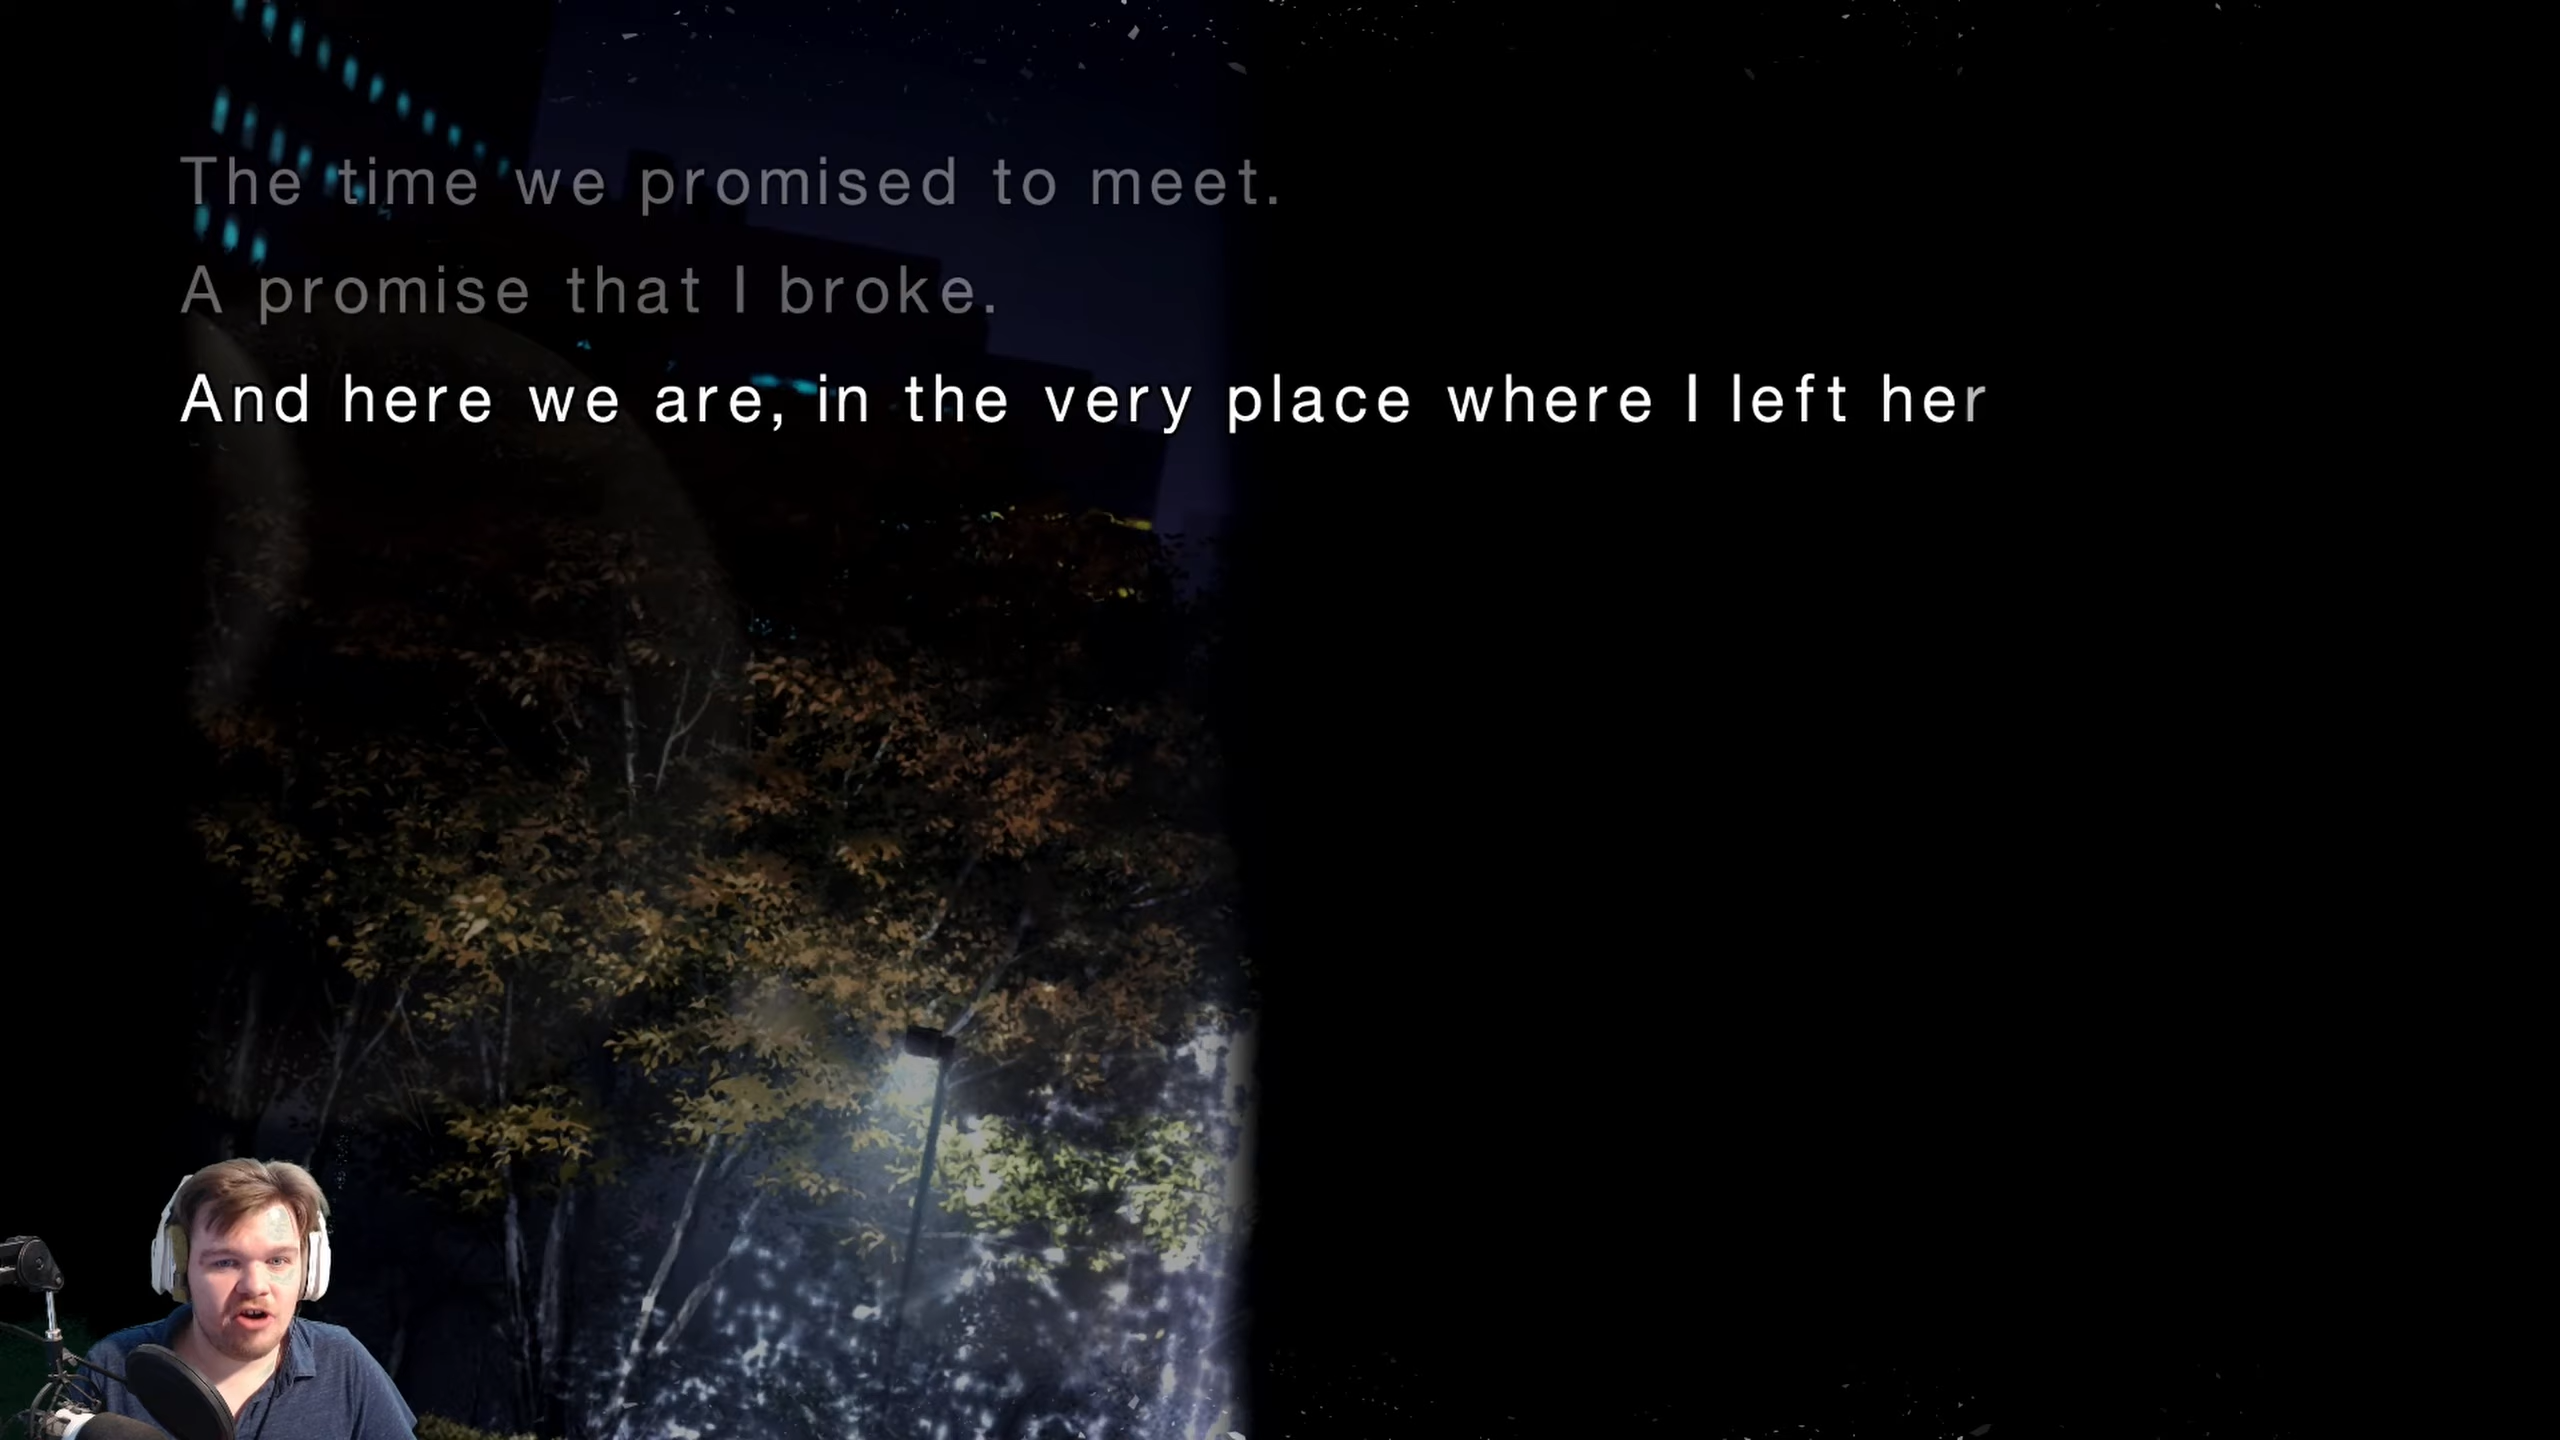 The time we promised to meet.
A promise that I broke.
And here we are, in the very place where I left her